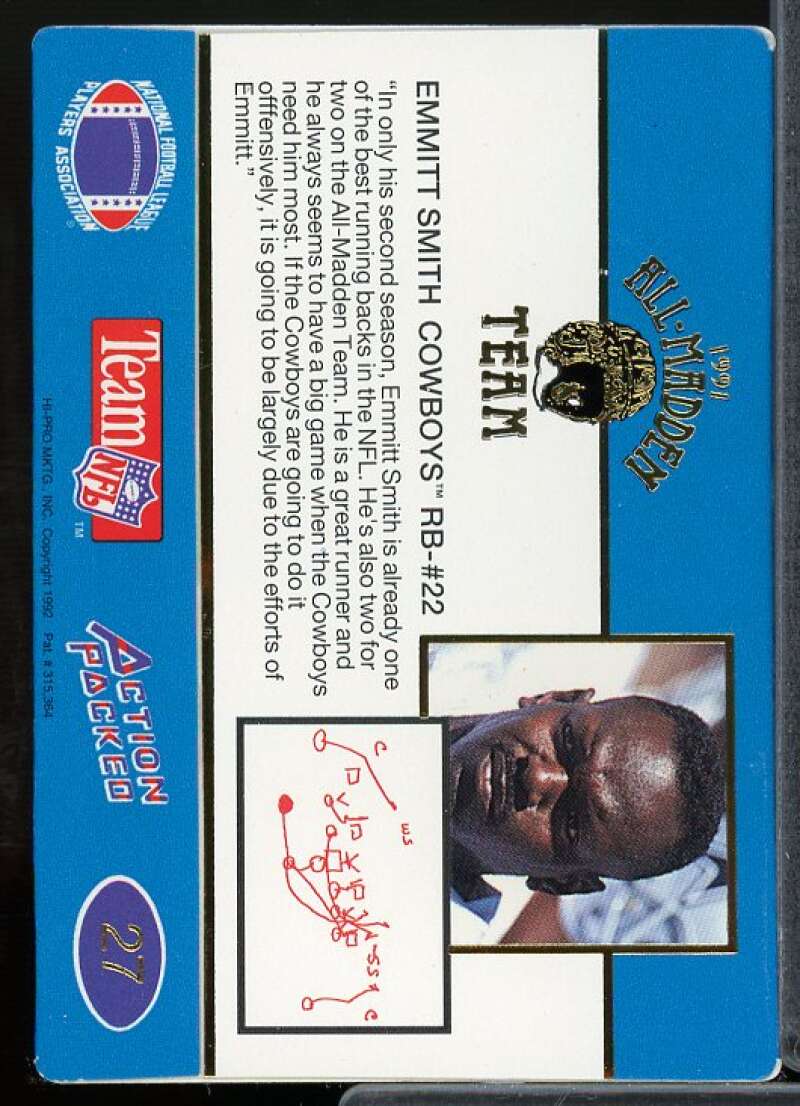 1991
ALL-MADDEN
TEAM
EMMITT SMITH COWBOYS™ RB-#22
“In only his second season, Emmitt Smith is already one
of the best running backs in the NFL. He's also two for
two on the All-Madden Team. He is a great runner and
he always seems to have a big game when the Cowboys
need him most. If the Cowboys are going to do it
offfensively, it is going to be largely due to the efforts of
Emmitt.”
C
WS
SS
C
NATIONAL FOOTBALL LEAGUE
PLAYERS ASSOCIATION
®
Team NFL
TM
ACTION
PACKED
27
HI-PRO MKTG. INC. Copyright 1992 Pat. # 315,364